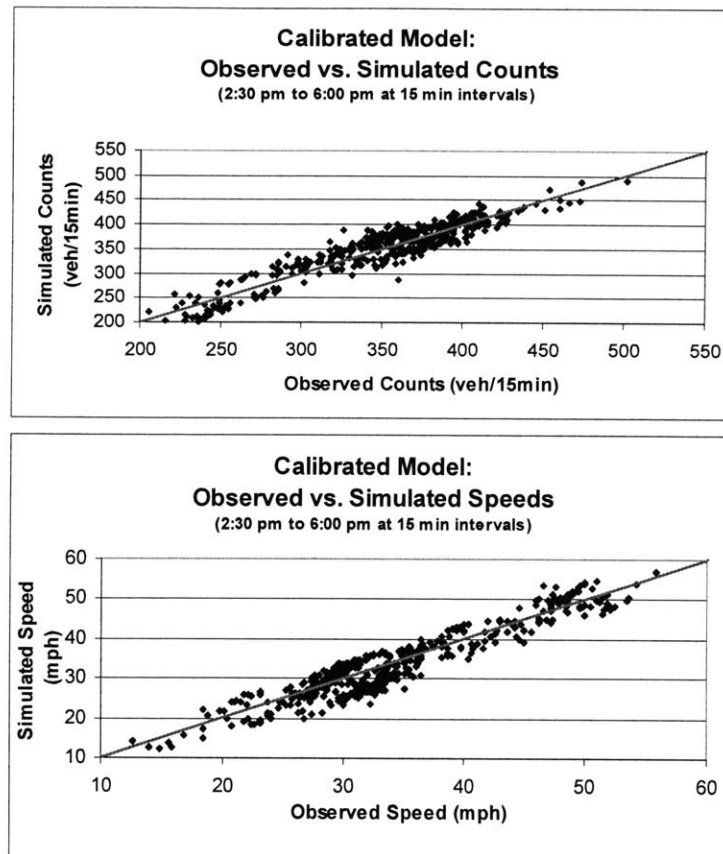 Calibrated Model:
Observed vs. Simulated Counts
(2:30 pm to 6:00 pm at 15 min intervals)
Simulated Counts
(veh/15min)
550
500
450
400
350
300
250
200
200 250 300 350 400 450 500 550
Observed Counts (veh/15min)
Calibrated Model:
Observed vs. Simulated Speeds
(2:30 pm to 6:00 pm at 15 min intervals)
Simulated Speed
(mph)
60
50
40
30
20
10
10 20 30 40 50 60
Observed Speed (mph)